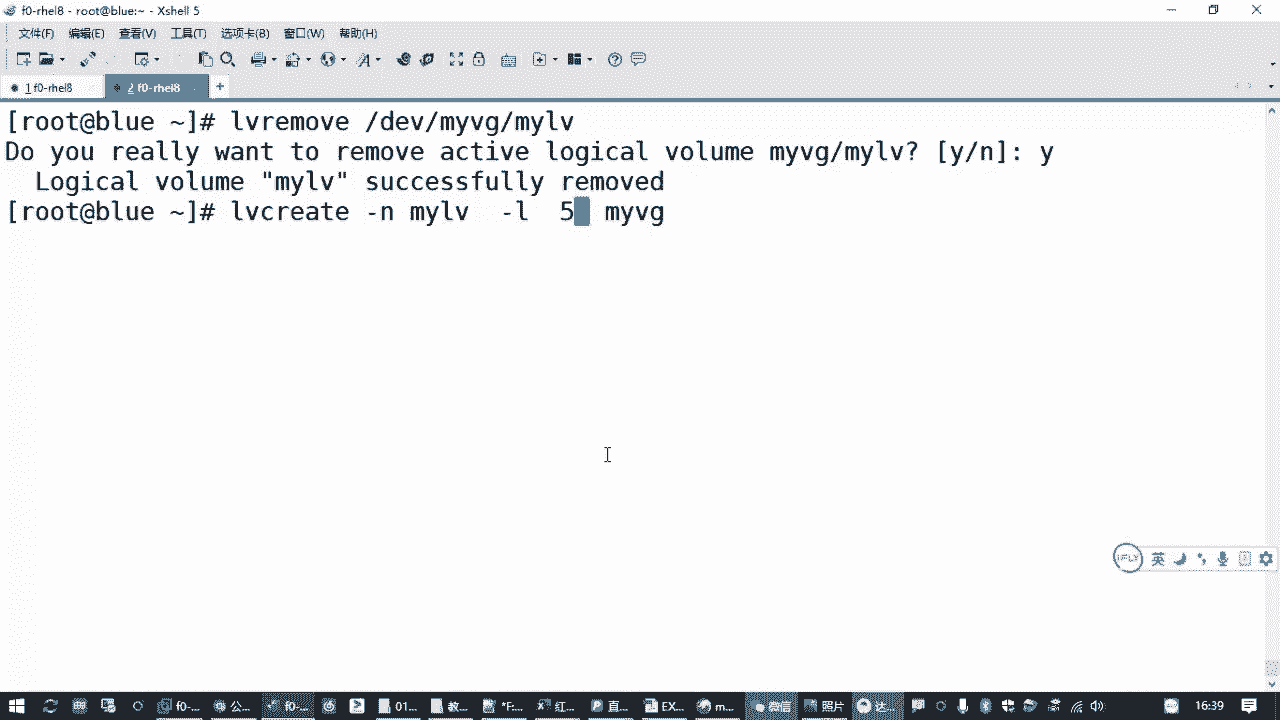 f0-rhel8 - root@blue:~ - Xshell 5
文件(F) 编辑(E) 查看(V) 工具(T) 选项卡(B) 窗口(W) 帮助(H)
1 f0-rhel8 2 f0-rhel8 +
[root@blue ~]# lvremove /dev/myvg/mylv
Do you really want to remove active logical volume myvg/mylv? [y/n]: y
Logical volume "mylv" successfully removed
[root@blue ~]# lvcreate -n mylv -l 5 myvg
iFLY 英
f0-... 公... f0-... 01... 教... *F... 红... 直... EX... m... 微信 照片 达... 16:39